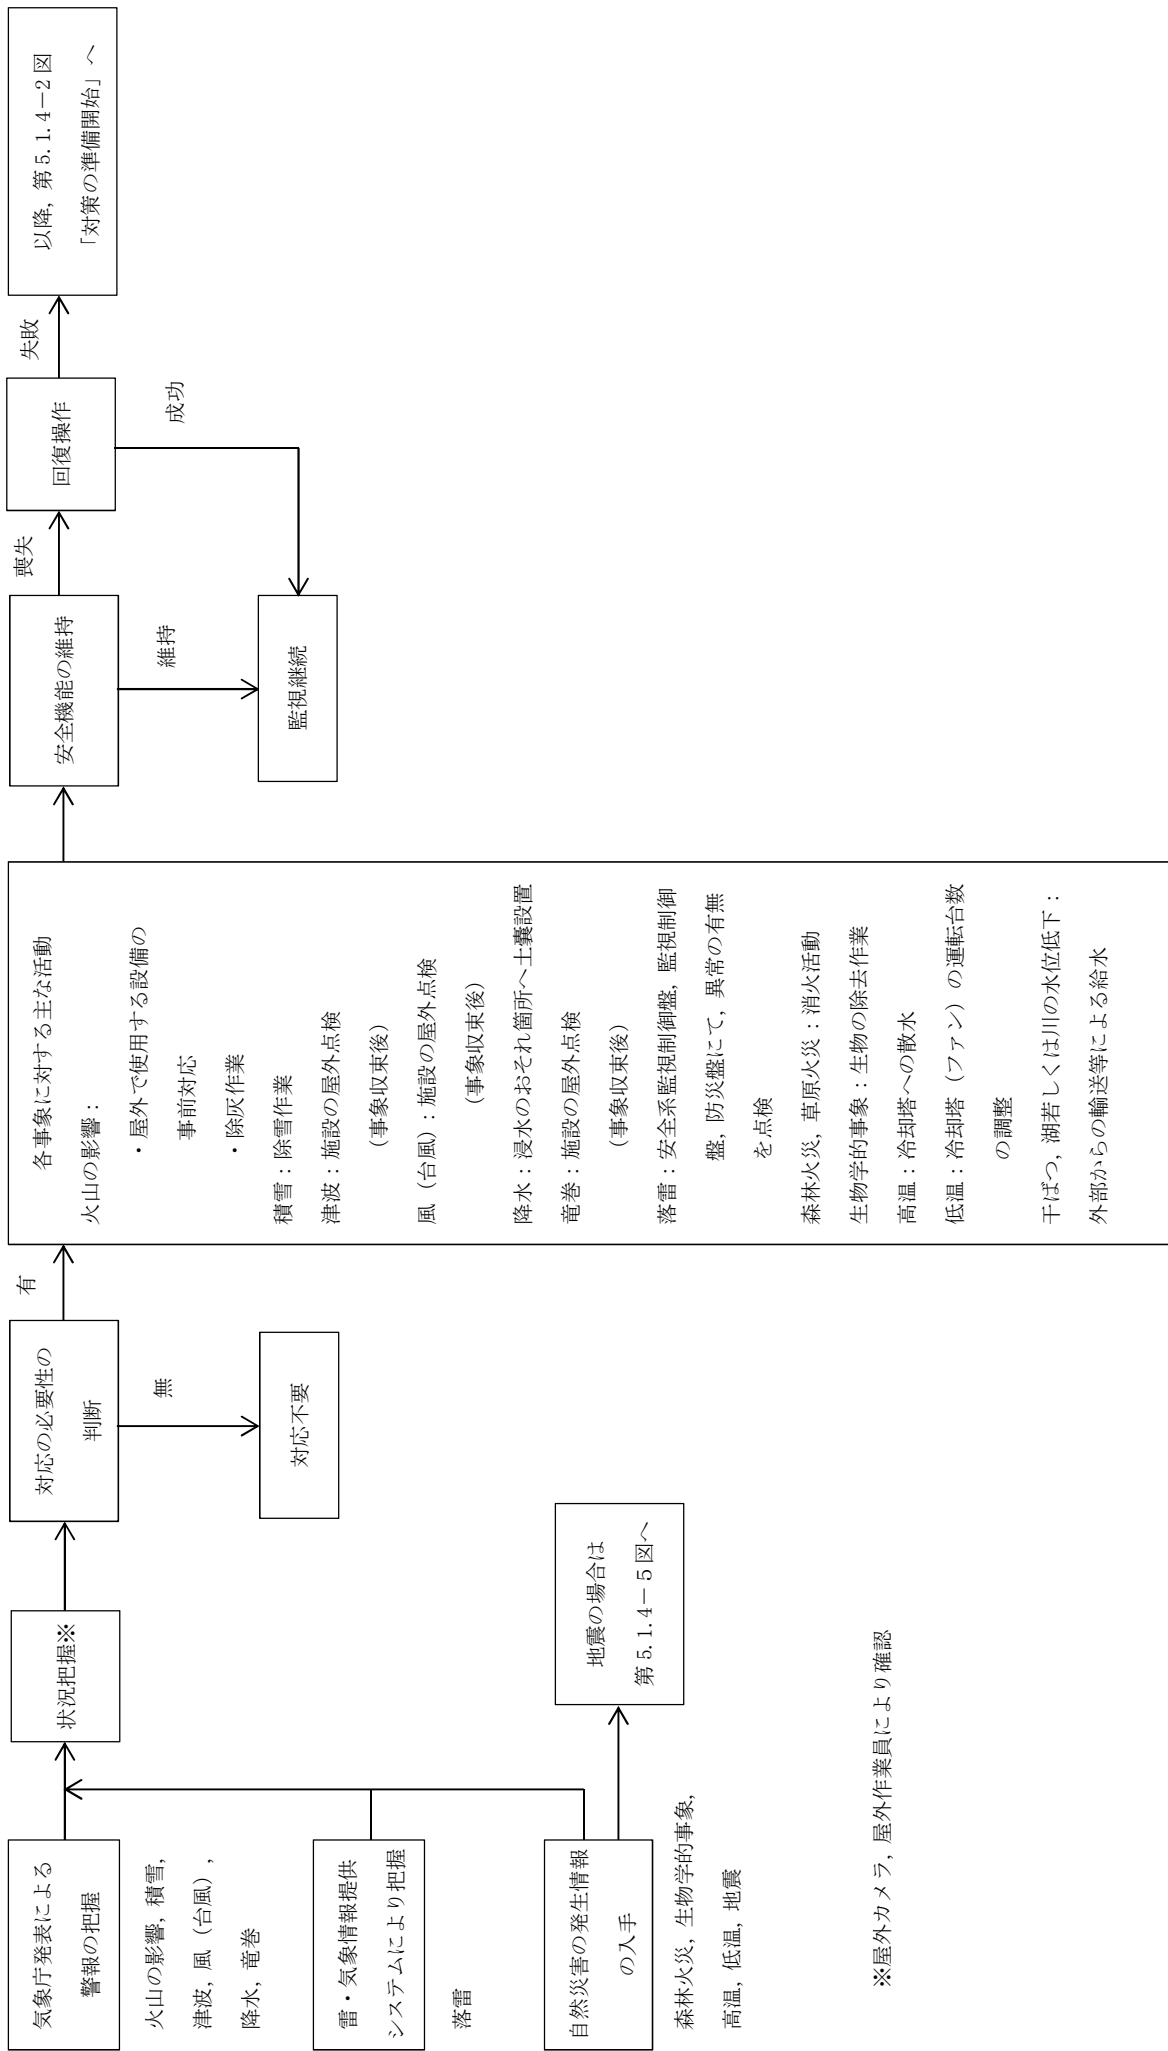 気象庁発表による
警報の把握
火山の影響, 積雪,
津波, 風（台風）,
降水, 竜巻
雷・気象情報提供
システムにより把握
落雷
自然災害の発生情報
の入手
森林火災, 生物学的事象,
高温, 低温, 地震
状況把握※
地震の場合は
第5.1.4－5図へ
対応の必要性の
判断
無
対応不要
有
各事象に対する主な活動
火山の影響：
・屋外で使用する設備の
事前対応
・除灰作業
積雪：除雪作業
津波：施設の屋外点検
（事象収束後）
風（台風）：施設の屋外点検
（事象収束後）
降水：浸水のおそれ箇所へ土嚢設置
竜巻：施設の屋外点検
（事象収束後）
落雷：安全系監視制御盤, 監視制御
盤, 防災盤にて, 異常の有無
を点検
森林火災, 草原火災：消火活動
生物学的事象：生物の除去作業
高温：冷却塔への散水
低温：冷却塔（ファン）の運転台数
の調整
干ばつ, 湖若しくは川の水位低下：
外部からの輸送等による給水
安全機能の維持
維持
監視継続
喪失
回復操作
成功
失敗
以降, 第5.1.4－2図
「対策の準備開始」へ
※屋外カメラ, 屋外作業員により確認